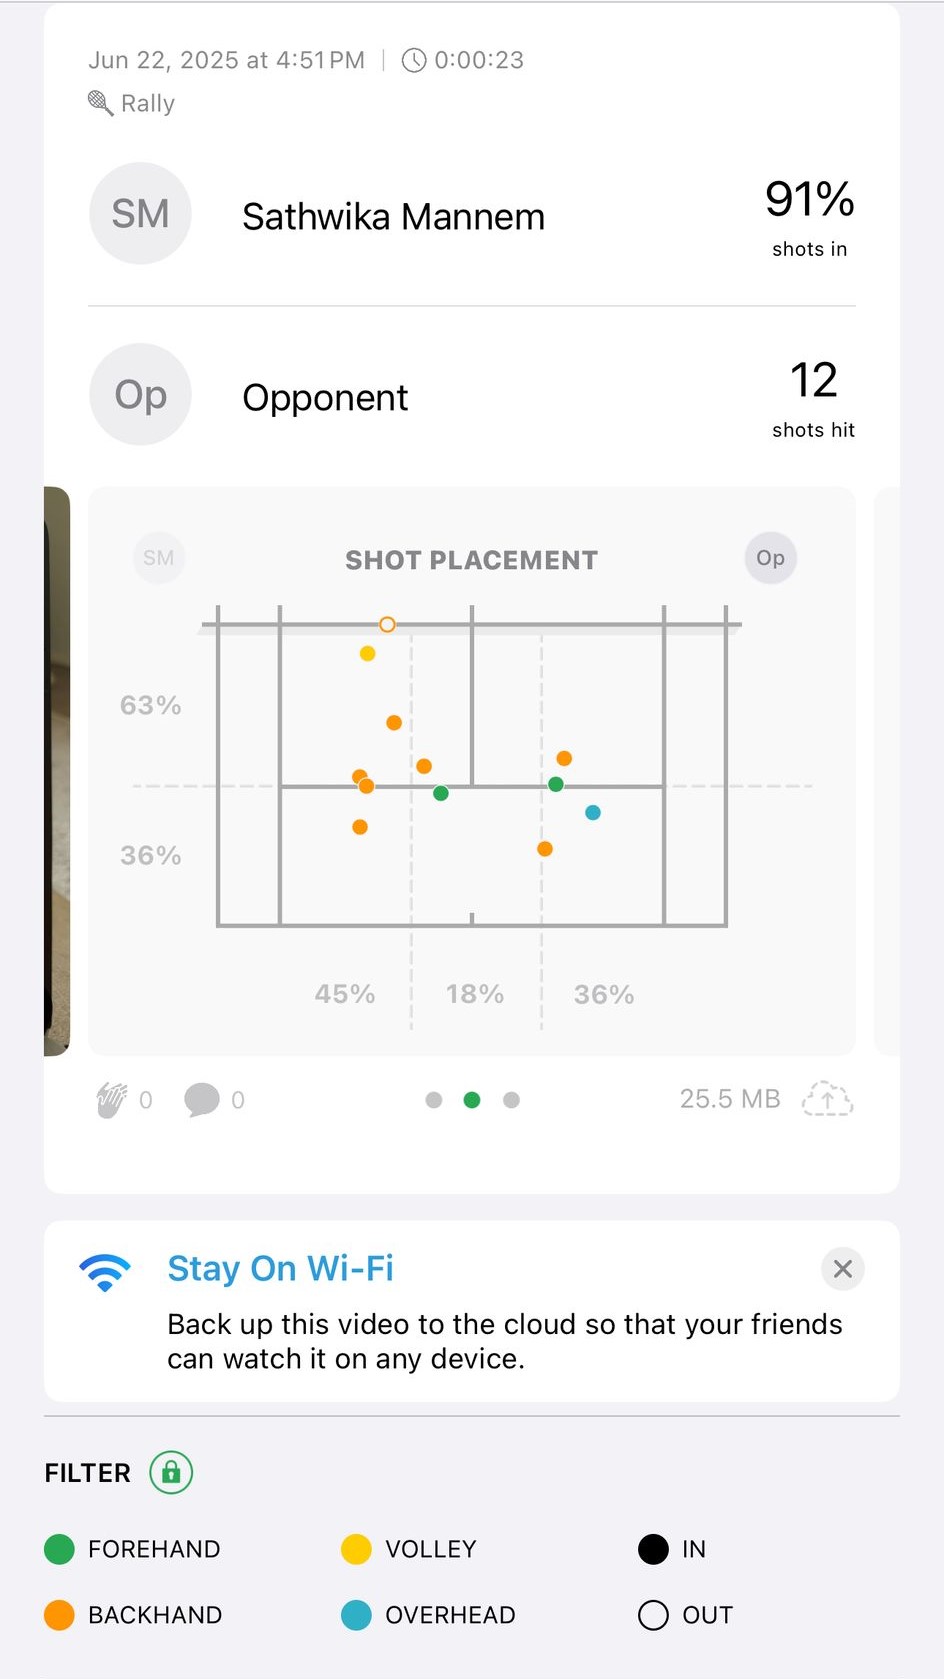 Jun 22, 2025 at 4:51 PM | 0:00:23
Rally
SM Sathwika Mannem 91%
shots in
Op Opponent 12
shots hit
SM SHOT PLACEMENT Op
63%
36%
45% 18% 36%
0 0 25.5 MB
Stay On Wi-Fi
Back up this video to the cloud so that your friends
can watch it on any device.
FILTER
FOREHAND VOLLEY IN
BACKHAND OVERHEAD OUT